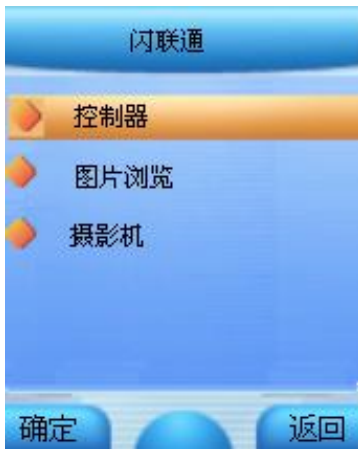 闪联通
控制器
图片浏览
摄影机
确定 返回